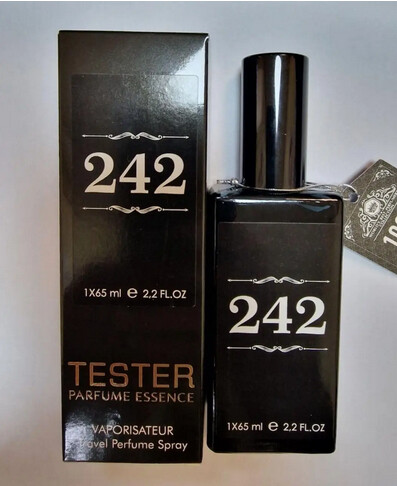 242
1X65 ml e 2,2 FL.OZ
TESTER
PARFUME ESSENCE
VAPORISATEUR
Travel Perfume Spray
242
1X65 ml e 2,2 FL.OZ